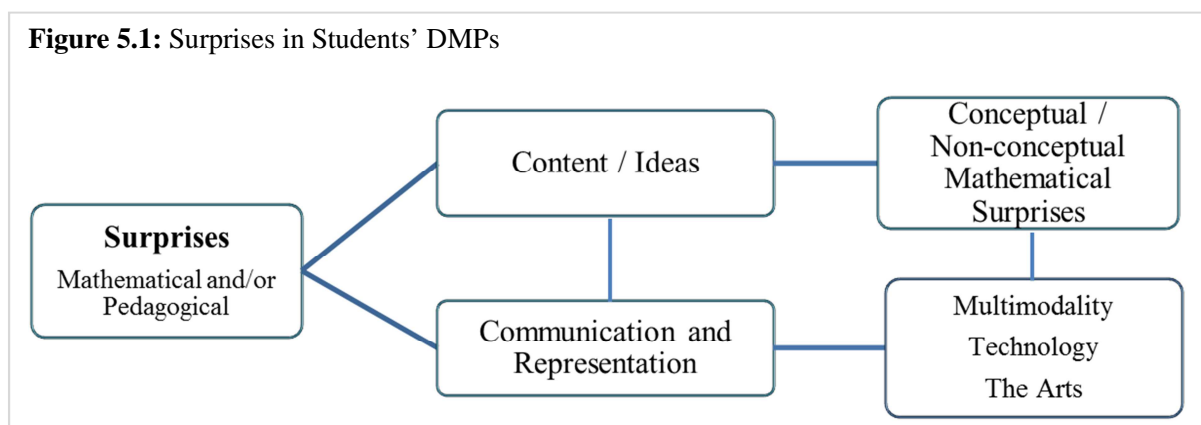 Figure 5.1: Surprises in Students’ DMPs
Surprises
Mathematical and/or
Pedagogical
Content / Ideas
Conceptual /
Non-conceptual
Mathematical
Surprises
Communication and
Representation
Multimodality
Technology
The Arts